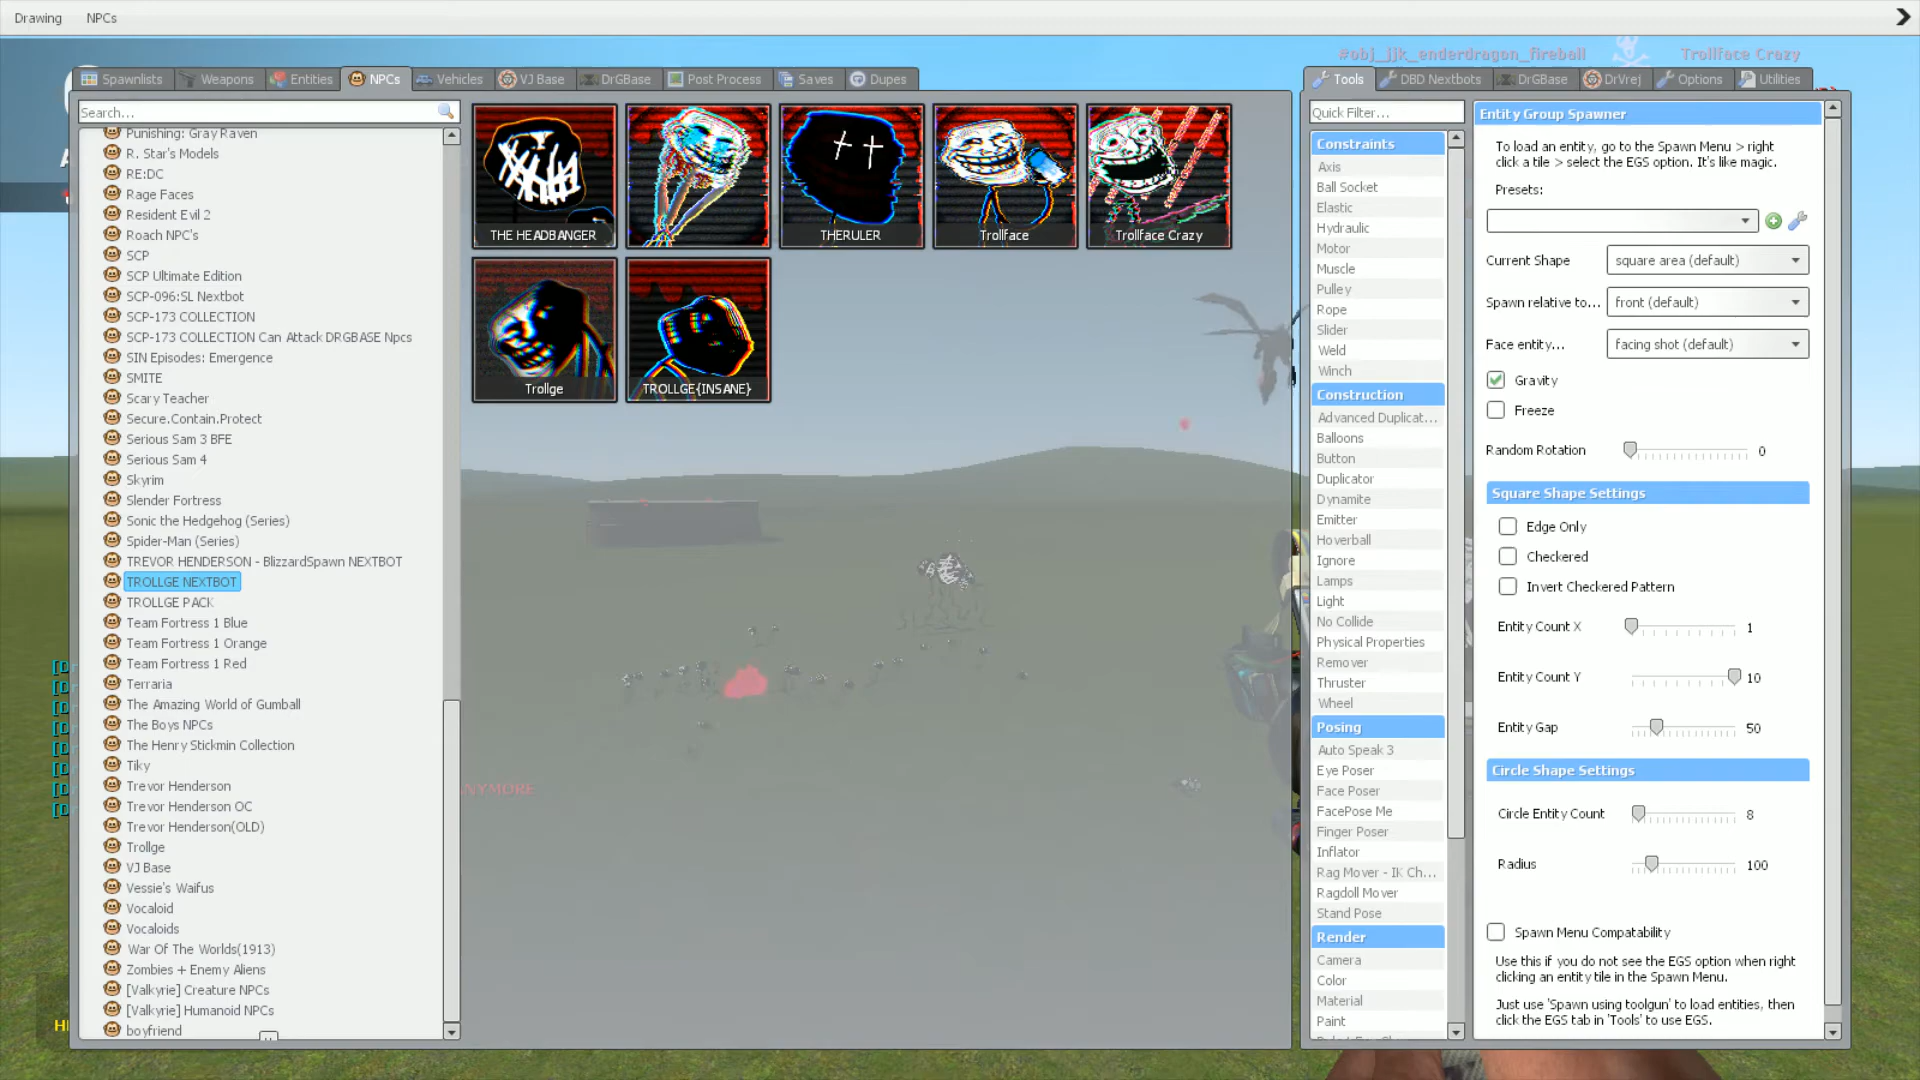 Drawing NPCs
#obj_jjk_enderdragon_fireball Trollface Crazy
Spawnlists Weapons Entities NPCs Vehicles VJ Base DrGBase Post Process Saves Dupes
Search...
Punishing: Gray Raven
R. Star's Models
RE:DC
Rage Faces
Resident Evil 2
Roach NPC's
SCP
SCP Ultimate Edition
SCP-096:SL Nextbot
SCP-173 COLLECTION
SCP-173 COLLECTION Can Attack DRGBASE Npcs
SIN Episodes: Emergence
SMITE
Scary Teacher
Secure.Contain.Protect
Serious Sam 3 BFE
Serious Sam 4
Skyrim
Slender Fortress
Sonic the Hedgehog (Series)
Spider-Man (Series)
TREVOR HENDERSON - BlizzardSpawn NEXTBOT
TROLLGE NEXTBOT
TROLLGE PACK
Team Fortress 1 Blue
Team Fortress 1 Orange
Team Fortress 1 Red
Terraria
The Amazing World of Gumball
The Boys NPCs
The Henry Stickmin Collection
Tiky
Trevor Henderson
Trevor Henderson OC
Trevor Henderson(OLD)
Trollge
VJ Base
Vessie's Waifus
Vocaloid
Vocaloids
War Of The Worlds(1913)
Zombies + Enemy Aliens
[Valkyrie] Creature NPCs
[Valkyrie] Humanoid NPCs
boyfriend
THE HEADBANGER
THERULER
Trollface
Trollface Crazy
Trollge
TROLLGE{INSANE}
NYMORE
Tools DBD Nextbots DrGBase DrVrej Options Utilities
Quick Filter...
Constraints
Axis
Ball Socket
Elastic
Hydraulic
Motor
Muscle
Pulley
Rope
Slider
Weld
Winch
Construction
Advanced Duplicat...
Balloons
Button
Duplicator
Dynamite
Emitter
Hoverball
Ignore
Lamps
Light
No Collide
Physical Properties
Remover
Thruster
Wheel
Posing
Auto Speak 3
Eye Poser
Face Poser
FacePose Me
Finger Poser
Inflator
Rag Mover - IK Ch...
Ragdoll Mover
Stand Pose
Render
Camera
Color
Material
Paint
Entity Group Spawner
To load an entity, go to the Spawn Menu > right
click a tile > select the EGS option. It's like magic.
Presets:
Current Shape square area (default)
Spawn relative to... front (default)
Face entity... facing shot (default)
Gravity
Freeze
Random Rotation 0
Square Shape Settings
Edge Only
Checkered
Invert Checkered Pattern
Entity Count X 1
Entity Count Y 10
Entity Gap 50
Circle Shape Settings
Circle Entity Count 8
Radius 100
Spawn Menu Compatability
Use this if you do not see the EGS option when right
clicking an entity tile in the Spawn Menu.
Just use 'Spawn using toolgun' to load entities, then
click the EGS tab in 'Tools' to use EGS.